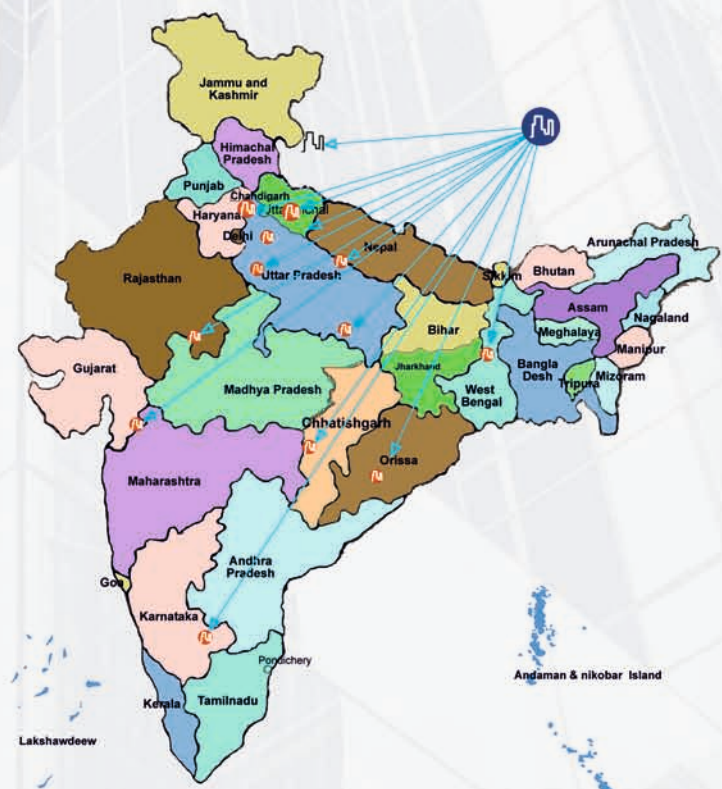 Jammu and
Kashmir
Himachal
Pradesh
Punjab
Chandigarh
Haryana
Delhi
Nepal
Arunachal Pradesh
Rajasthan
Uttar Pradesh
Sikkim
Bhutan
Assam
Nagaland
Bihar
Meghalaya
Manipur
Gujarat
Jharkhand
Bangla
Desh
Tripura
Mizoram
Madhya Pradesh
West
Bengal
Chhatishgarh
Orissa
Maharashtra
Andhra
Pradesh
Goa
Karnataka
Pondichery
Andaman & nikobar Island
Kerala
Tamilnadu
Lakshawdeew